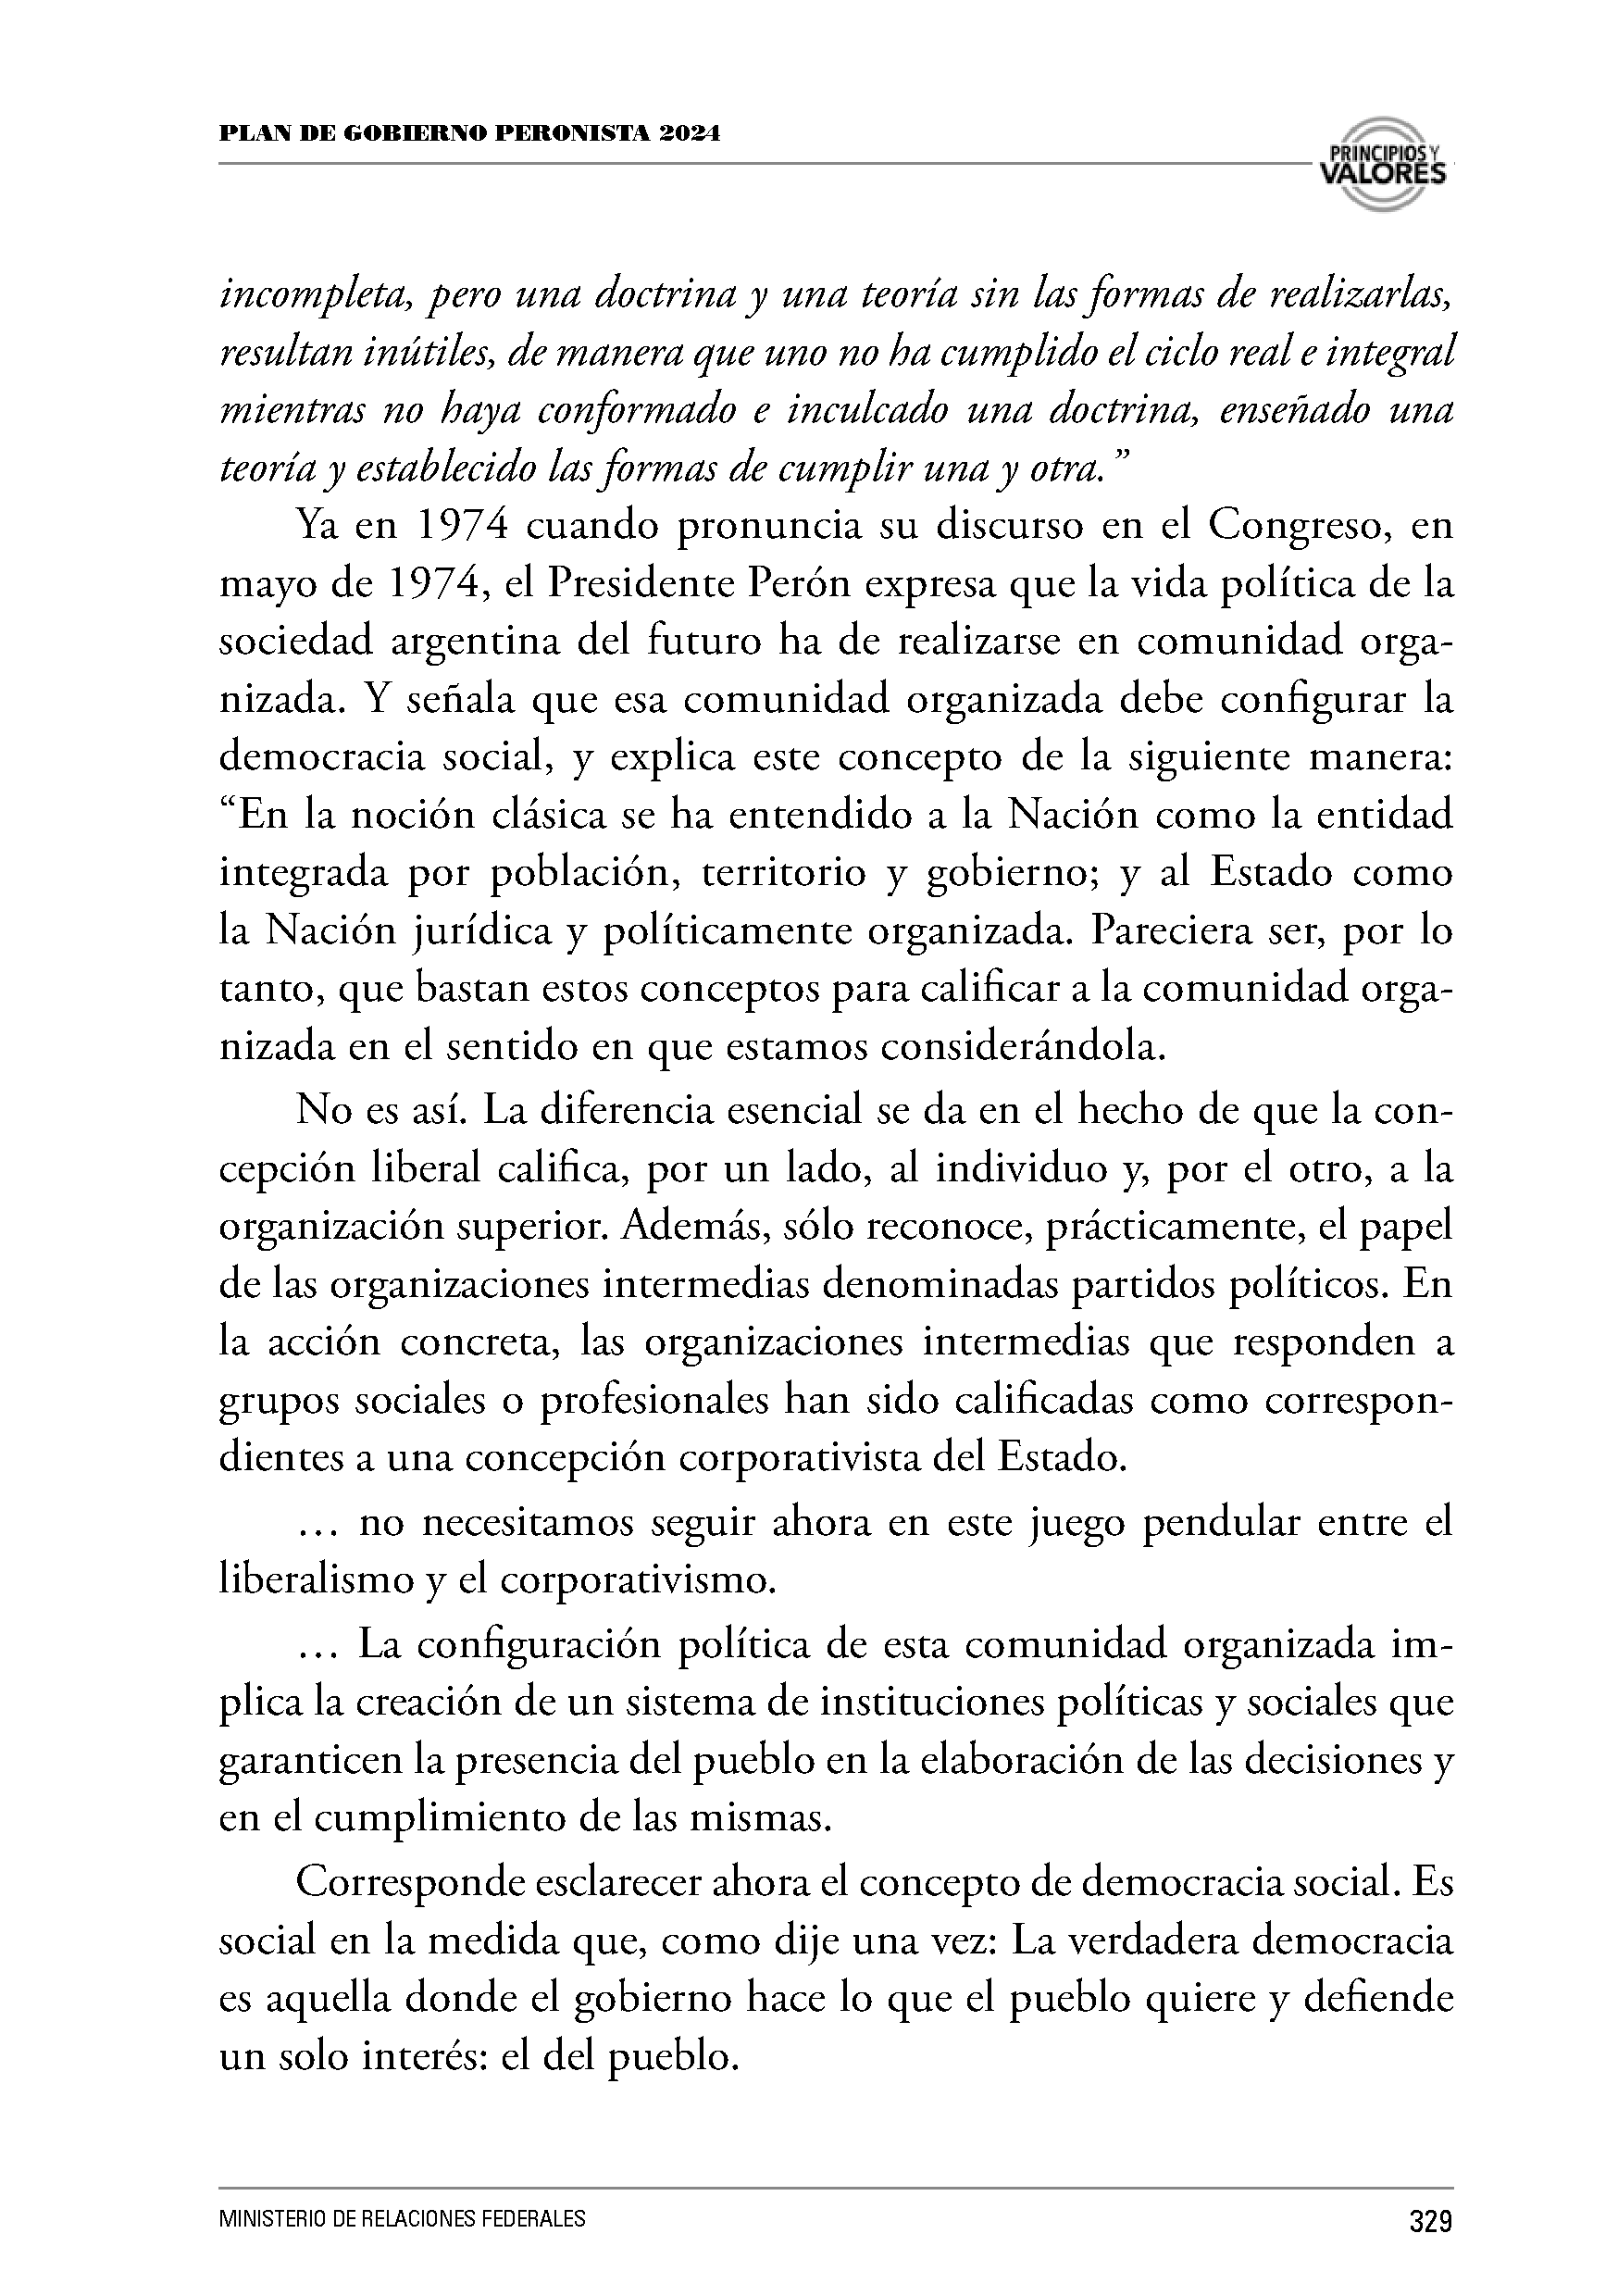 PLAN DE GOBIERNO PERONISTA 2024
PRINCIPIOS Y
VALORES
incompleta, pero una doctrina y una teoría sin las formas de realizarlas,
resultan inútiles, de manera que uno no ha cumplido el ciclo real e integral
mientras no haya conformado e inculcado una doctrina, enseñado una
teoría y establecido las formas de cumplir una y otra.”
Ya en 1974 cuando pronuncia su discurso en el Congreso, en
mayo de 1974, el Presidente Perón expresa que la vida política de la
sociedad argentina del futuro ha de realizarse en comunidad orga-
nizada. Y señala que esa comunidad organizada debe configurar la
democracia social, y explica este concepto de la siguiente manera:
“En la noción clásica se ha entendido a la Nación como la entidad
integrada por población, territorio y gobierno; y al Estado como
la Nación jurídica y políticamente organizada. Pareciera ser, por lo
tanto, que bastan estos conceptos para calificar a la comunidad orga-
nizada en el sentido en que estamos considerándola.
No es así. La diferencia esencial se da en el hecho de que la con-
cepción liberal califica, por un lado, al individuo y, por el otro, a la
organización superior. Además, sólo reconoce, prácticamente, el papel
de las organizaciones intermedias denominadas partidos políticos. En
la acción concreta, las organizaciones intermedias que responden a
grupos sociales o profesionales han sido calificadas como correspon-
dientes a una concepción corporativista del Estado.
… no necesitamos seguir ahora en este juego pendular entre el
liberalismo y el corporativismo.
… La configuración política de esta comunidad organizada im-
plica la creación de un sistema de instituciones políticas y sociales que
garanticen la presencia del pueblo en la elaboración de las decisiones y
en el cumplimiento de las mismas.
Corresponde esclarecer ahora el concepto de democracia social. Es
social en la medida que, como dije una vez: La verdadera democracia
es aquella donde el gobierno hace lo que el pueblo quiere y defiende
un solo interés: el del pueblo.
MINISTERIO DE RELACIONES FEDERALES
329